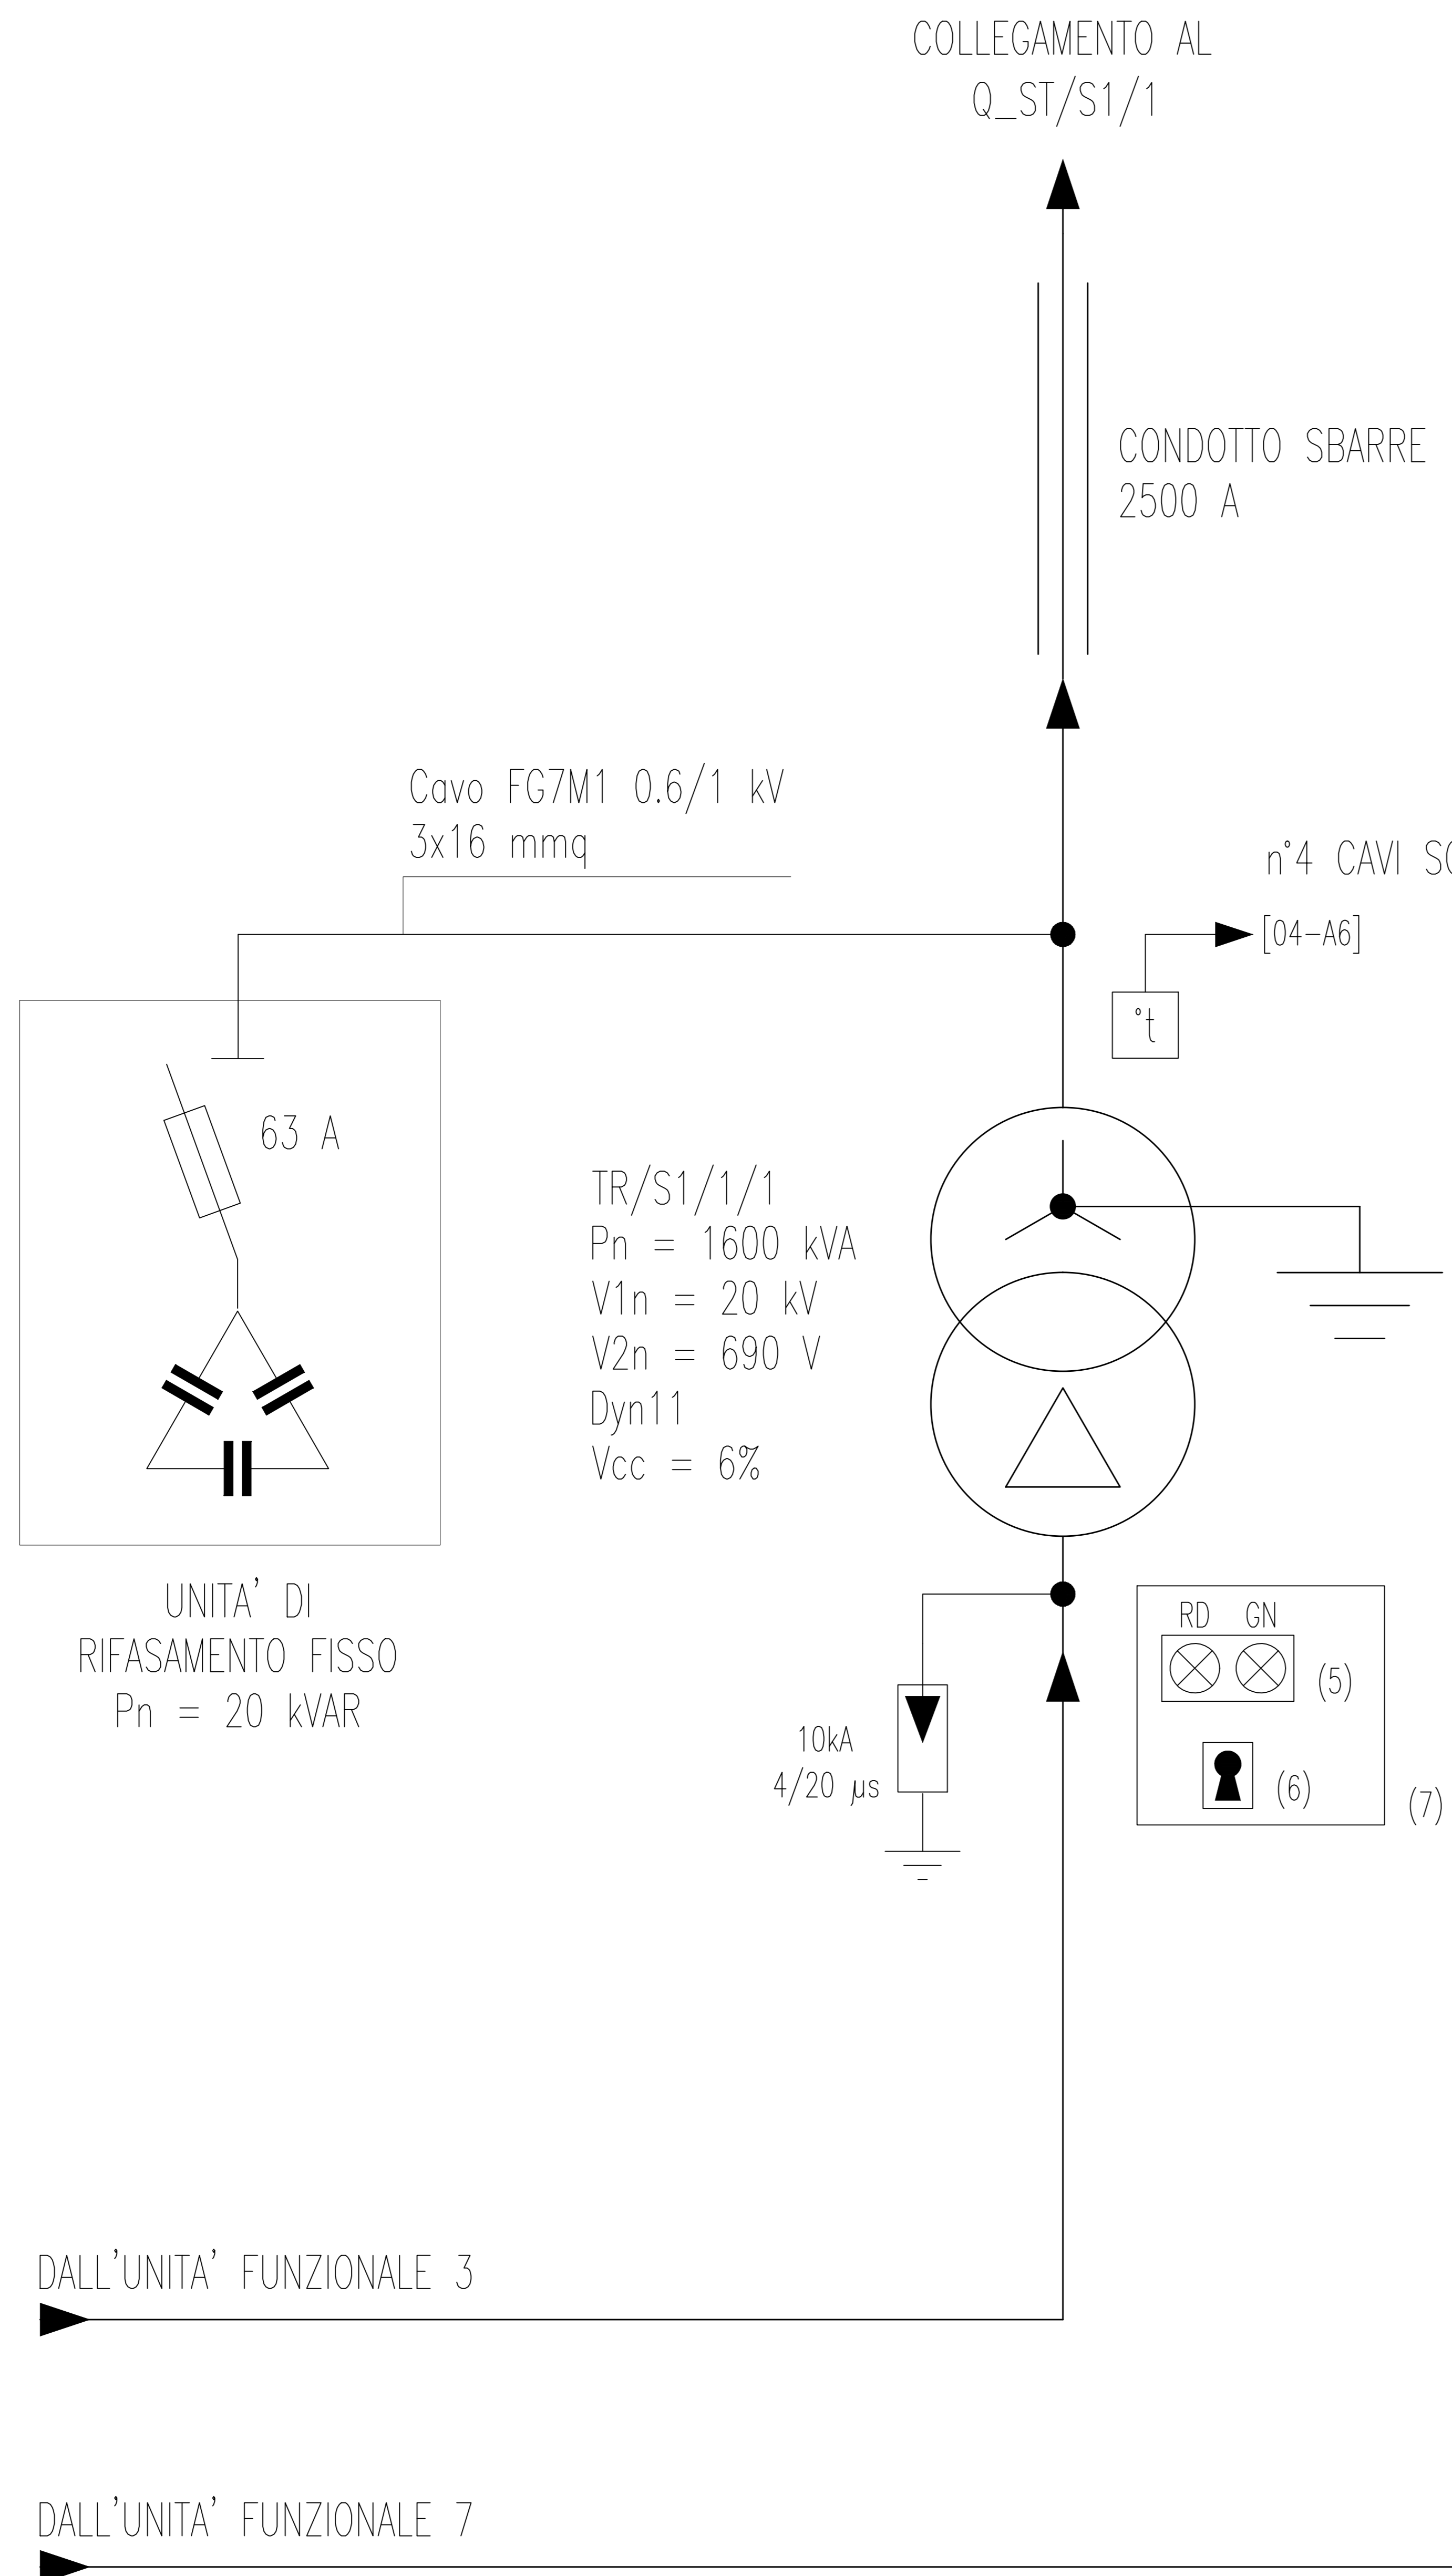 COLLEGAMENTO AL
Q_ST/S1/1
CONDOTTO SBARRE
2500 A
Cavo FG7M1 0.6/1 kV
3x16 mmq
n°4 CAVI
[04-A6]
°t
63 A
TR/S1/1/1
Pn = 1600 kVA
V1n = 20 kV
V2n = 690 V
Dyn11
Vcc = 6%
UNITA' DI
RIFASAMENTO FISSO
Pn = 20 kVAR
RD GN
(5)
10kA
4/20 µs
(6)
(7)
DALL'UNITA' FUNZIONALE 3
DALL'UNITA' FUNZIONALE 7